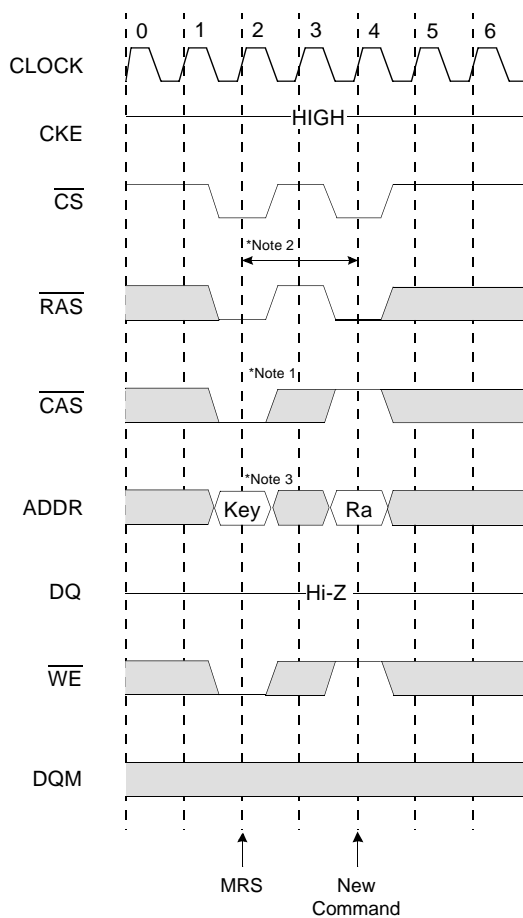 0 1 2 3 4 5 6
CLOCK
CKE HIGH
CS
*Note 2
RAS
*Note 1
CAS
*Note 3
ADDR Key Ra
DQ Hi-Z
WE
DQM
MRS New
Command